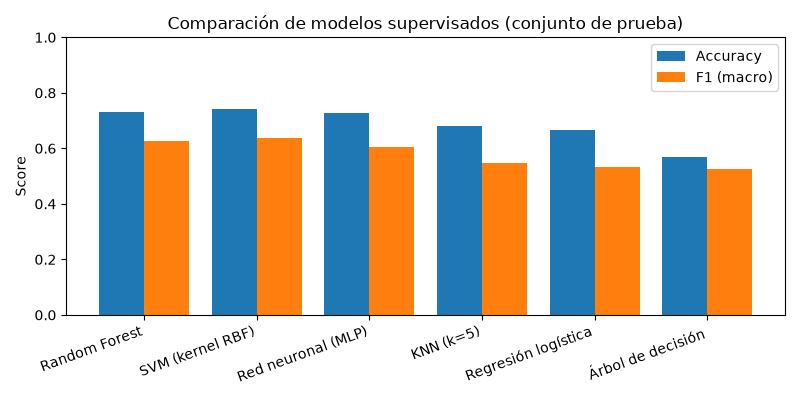 Comparación de modelos supervisados (conjunto de prueba)
Accuracy
F1 (macro)
Score
1.0
0.8
0.6
0.4
0.2
0.0
Random Forest
SVM (kernel RBF)
Red neuronal (MLP)
KNN (k=5)
Regresión logística
Árbol de decisión